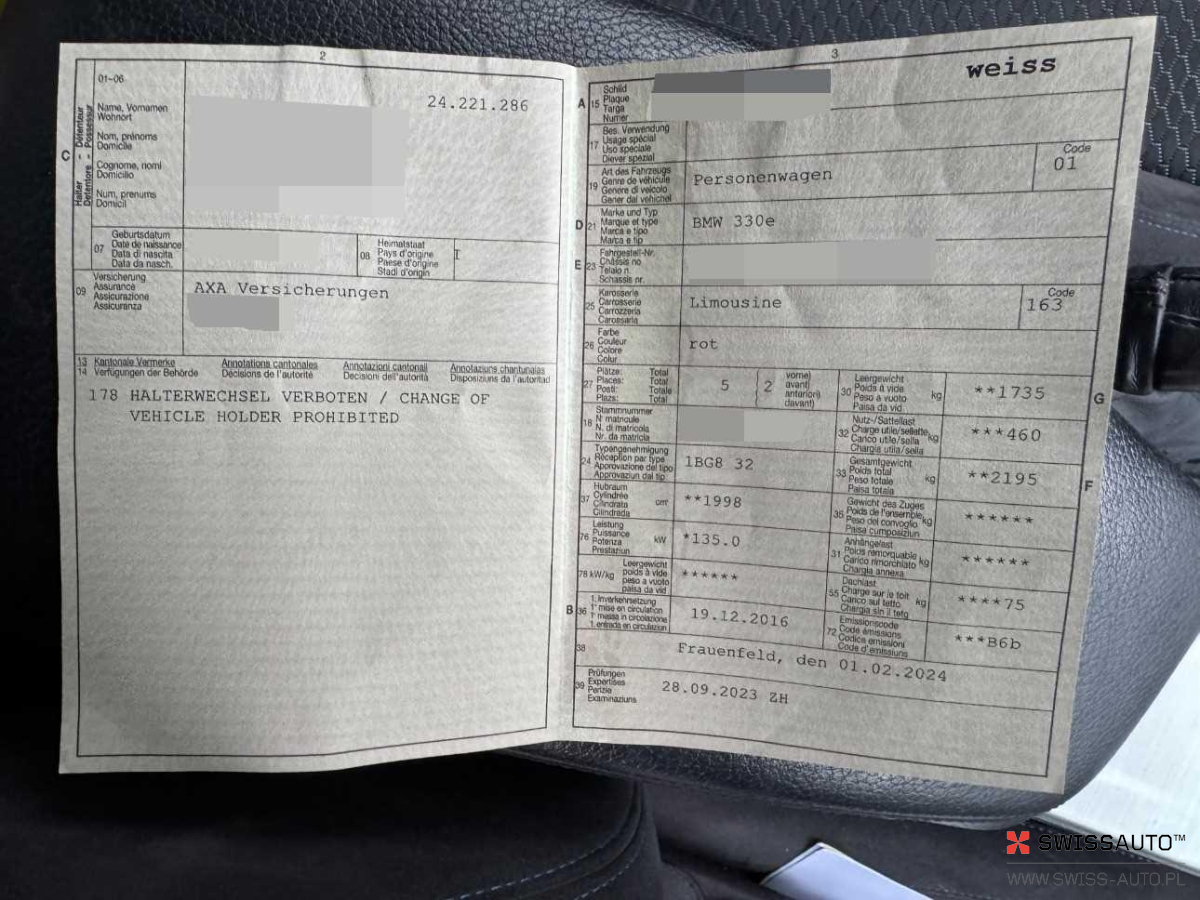 2
01-06
24.221.286
C
Halter - Détenteur
Detentore - Possessur
Name, Vornamen
Wohnort
Nom, prénoms
Domicile
Cognome, nomi
Domicilio
Num, prenums
Domicil
07
Geburtsdatum
Date de naissance
Data di nascita
Data da nasch.
08
Heimatstaat
Pays d'origine
Paese d'origine
Stadi d'origin
I
09
Versicherung
Assurance
Assicurazione
Assicuranza
AXA Versicherungen
13
14
Kantonale Vermerke
Verfügungen der Behörde
Annotations cantonales
Décisions de l'autorité
Annotazioni cantonali
Decisioni dell'autorità
Annotaziuns chantunalas
Disposiziuns da l'autoritad
178 HALTERWECHSEL VERBOTEN / CHANGE OF
VEHICLE HOLDER PROHIBITED
3
weiss
A
15
Schild
Plaque
Targa
Numer
17
Bes. Verwendung
Usage spécial
Uso speciale
Diever spezial
19
Art des Fahrzeugs
Genre de véhicule
Genere di veicolo
Gener dal vehichel
Personenwagen
Code
01
D
21
Marke und Typ
Marque et type
Marca e tipo
Marca e tip
BMW 330e
E
23
Fahrgestell-Nr.
Châssis no
Telaio n.
Schassis nr.
25
Karosserie
Carrosserie
Carrozzeria
Carossaria
Limousine
Code
163
26
Farbe
Couleur
Colore
Colur
rot
27
Plätze: Total
Places: Total
Posti: Totale
Plazs: Total
5
2
vorne)
avant)
anteriori)
davant)
30
Leergewicht
Poids à vide
Peso a vuoto
Paisa da vid
kg
**1735
G
18
Stammnummer
N° matricule
N. di matricola
Nr. da matricla
32
Nutz-/Sattellast
Charge utile/sellette
Carico utile/sella
Chargia utila/sella
kg
***460
24
Typengenehmigung
Réception par type
Approvazione del tipo
Approvaziun dal tip
1BG8 32
33
Gesamtgewicht
Poids total
Peso totale
Paisa totala
kg
**2195
F
37
Hubraum
Cylindrée
Cilindrata
Cilindrada
cm³
**1998
35
Gewicht des Zuges
Poids de l'ensemble
Peso del convoglio
Paisa cumposiziun
kg
******
76
Leistung
Puissance
Potenza
Prestaziun
kW
*135.0
31
Anhängelast
Poids remorquable
Carico rimorchiato
Chargia annexa
kg
******
78 kW/kg
Leergewicht
poids à vide
peso a vuoto
paisa da vid
******
55
Dachlast
Charge sur le toit
Carico sul tetto
Chargia sin il tetg
kg
****75
B
36
1. Inverkehrsetzung
1re mise en circulation
1a messa in circolazione
1. entrada en circulaziun
19.12.2016
72
Emissionscode
Code émissions
Codice emissioni
Code d'emissiuns
***B6b
38
Frauenfeld, den 01.02.2024
39
Prüfungen
Expertises
Perizie
Examinaziuns
28.09.2023 ZH
SWISSAUTO™
WWW.SWISS-AUTO.PL